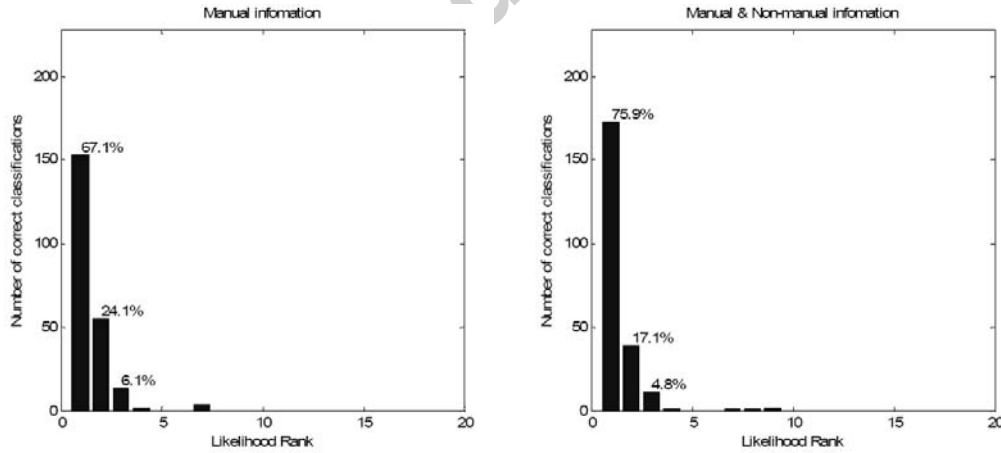 Manual infomation
200
150
100
50
0
67.1%
24.1%
6.1%
0 5 10 15 20
Likelihood Rank
Number of correct classifications
Manual & Non-manual infomation
200
150
100
50
0
75.9%
17.1%
4.8%
0 5 10 15 20
Likelihood Rank
Number of correct classifications